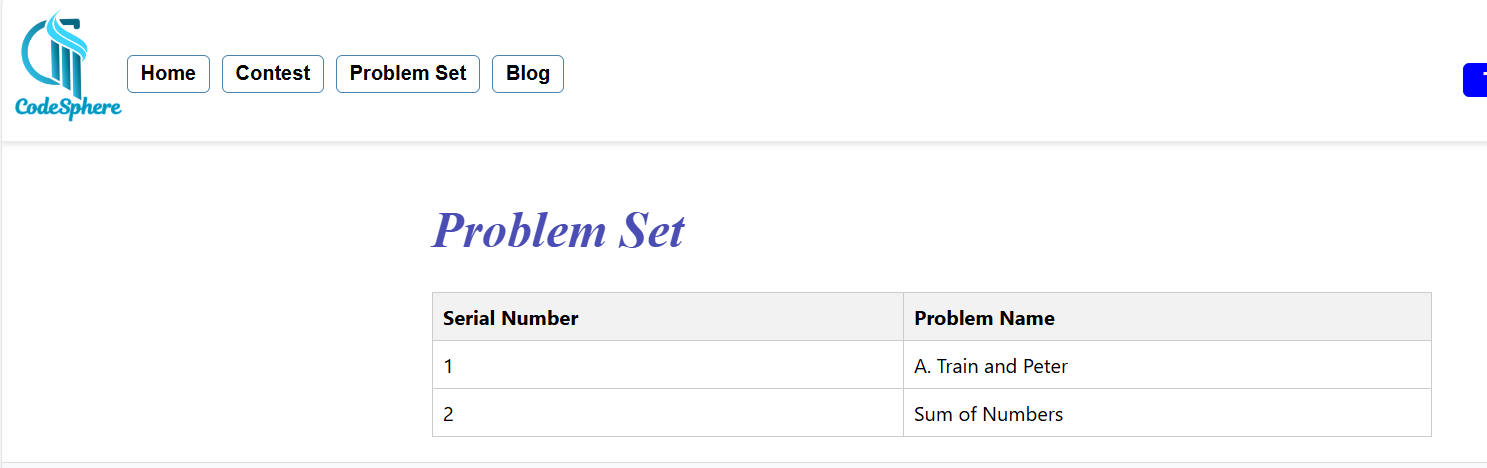 CodeSphere
Home Contest Problem Set Blog
Problem Set
Serial Number Problem Name
1 A. Train and Peter
2 Sum of Numbers